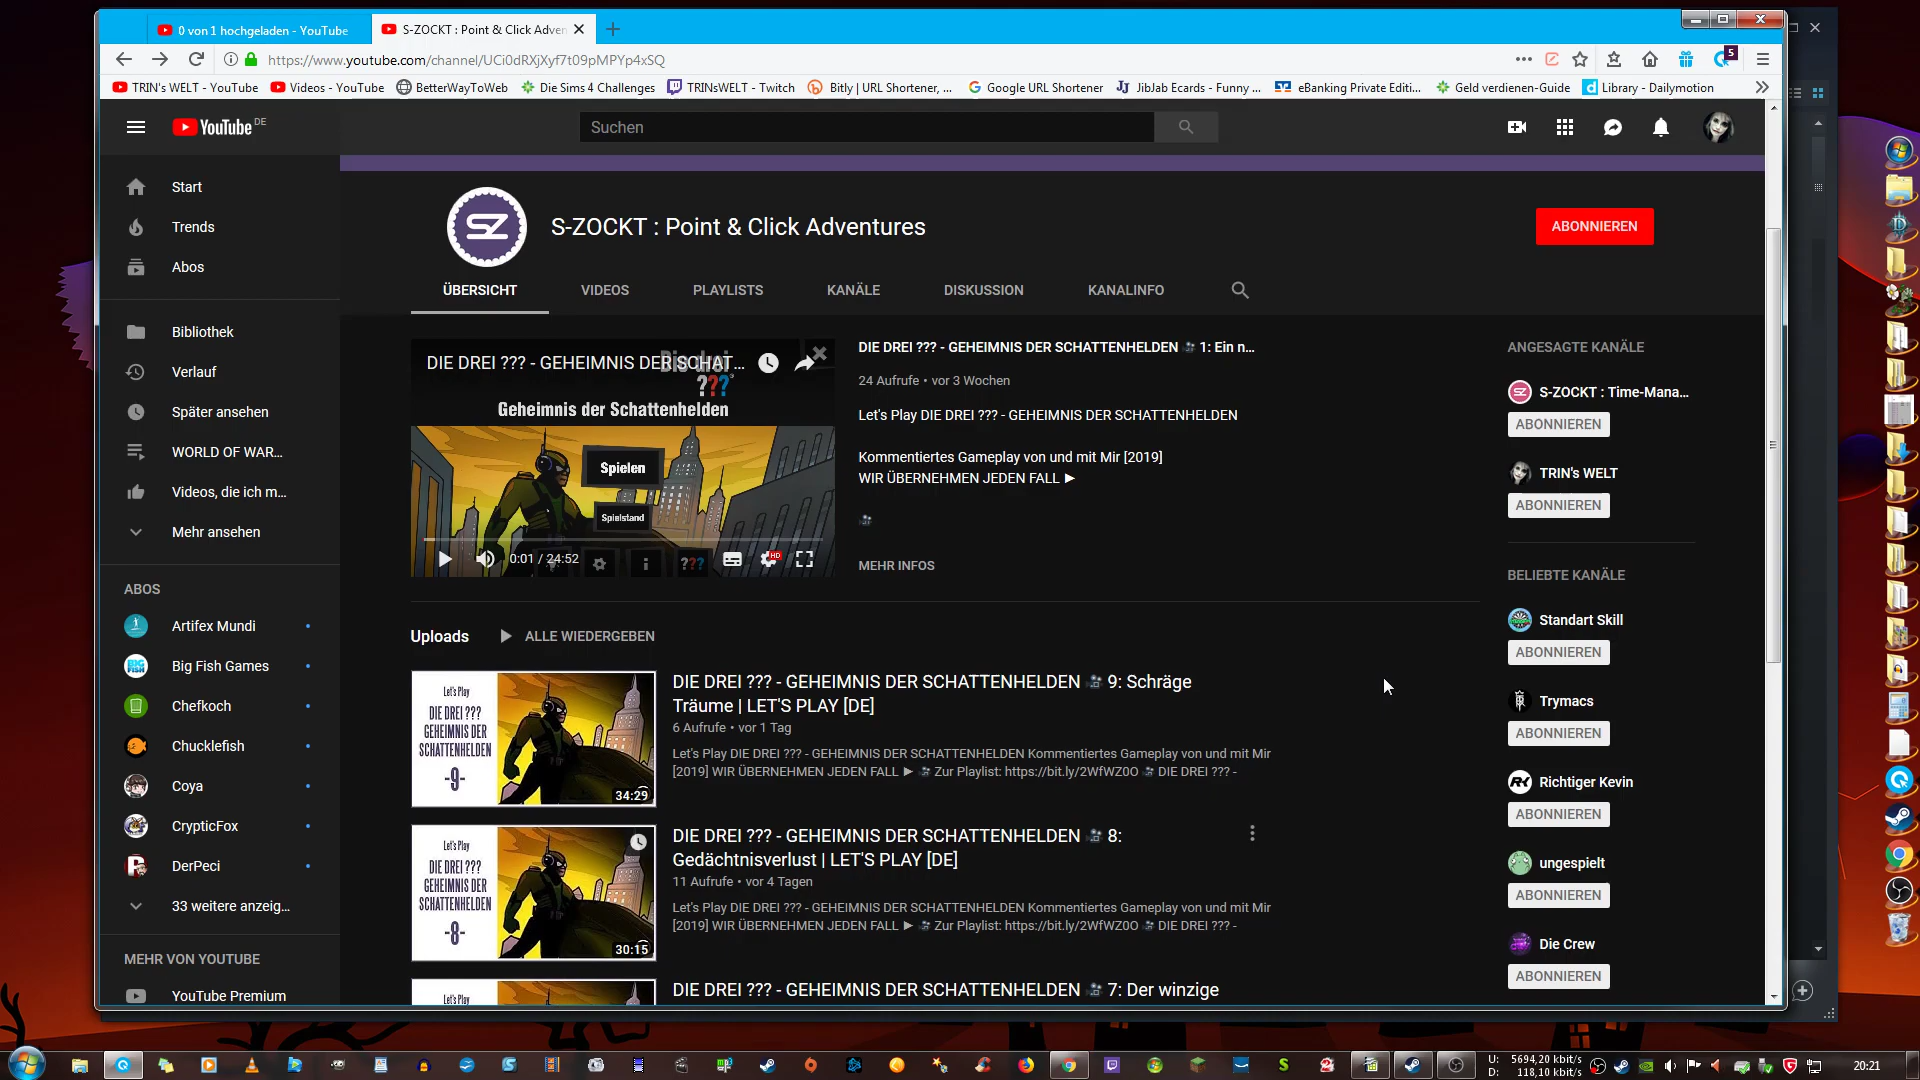 0 von 1 hochgeladen - YouTube
S-ZOCKT : Point & Click Adven
https://www.youtube.com/channel/UCi0dRXjXyf7t09pMPYp4xSQ
5
TRIN's WELT - YouTube
Videos - YouTube
BetterWayToWeb
Die Sims 4 Challenges
TRINsWELT - Twitch
Bitly | URL Shortener, ...
Google URL Shortener
JibJab Ecards - Funny ...
eBanking Private Editi...
Geld verdienen-Guide
Library - Dailymotion
YouTube DE
Suchen
Start
Trends
Abos
Bibliothek
Verlauf
Später ansehen
WORLD OF WAR...
Videos, die ich m...
Mehr ansehen
ABOS
Artifex Mundi
Big Fish Games
Chefkoch
Chucklefish
Coya
CrypticFox
DerPeci
33 weitere anzeig...
MEHR VON YOUTUBE
YouTube Premium
SZ
S-ZOCKT : Point & Click Adventures
ABONNIEREN
ÜBERSICHT
VIDEOS
PLAYLISTS
KANÄLE
DISKUSSION
KANALINFO
DIE DREI ??? - GEHEIMNIS DER SCHAT...
???
Geheimnis der Schattenhelden
Spielen
Spielstand
0:01 / 24:52
HD
DIE DREI ??? - GEHEIMNIS DER SCHATTENHELDEN 1: Ein n...
24 Aufrufe • vor 3 Wochen
Let's Play DIE DREI ??? - GEHEIMNIS DER SCHATTENHELDEN
Kommentiertes Gameplay von und mit Mir [2019]
WIR ÜBERNEHMEN JEDEN FALL ►
MEHR INFOS
Uploads
ALLE WIEDERGEBEN
Let's Play
DIE DREI ???
GEHEIMNIS DER
SCHATTENHELDEN
-9-
34:29
DIE DREI ??? - GEHEIMNIS DER SCHATTENHELDEN 9: Schräge
Träume | LET'S PLAY [DE]
6 Aufrufe • vor 1 Tag
Let's Play DIE DREI ??? - GEHEIMNIS DER SCHATTENHELDEN Kommentiertes Gameplay von und mit Mir
[2019] WIR ÜBERNEHMEN JEDEN FALL ► Zur Playlist: https://bit.ly/2WfWZ0O DIE DREI ??? -
Let's Play
DIE DREI ???
GEHEIMNIS DER
SCHATTENHELDEN
-8-
30:15
DIE DREI ??? - GEHEIMNIS DER SCHATTENHELDEN 8:
Gedächtnisverlust | LET'S PLAY [DE]
11 Aufrufe • vor 4 Tagen
Let's Play DIE DREI ??? - GEHEIMNIS DER SCHATTENHELDEN Kommentiertes Gameplay von und mit Mir
[2019] WIR ÜBERNEHMEN JEDEN FALL ► Zur Playlist: https://bit.ly/2WfWZ0O DIE DREI ??? -
Let's Play
DIE DREI ??? - GEHEIMNIS DER SCHATTENHELDEN 7: Der winzige
ANGESAGTE KANÄLE
S-ZOCKT : Time-Mana...
ABONNIEREN
TRIN's WELT
ABONNIEREN
BELIEBTE KANÄLE
Standart Skill
ABONNIEREN
Trymacs
ABONNIEREN
Richtiger Kevin
ABONNIEREN
ungespielt
ABONNIEREN
Die Crew
ABONNIEREN
U: 5694,20 kbit/s
D: 118,10 kbit/s
20:21